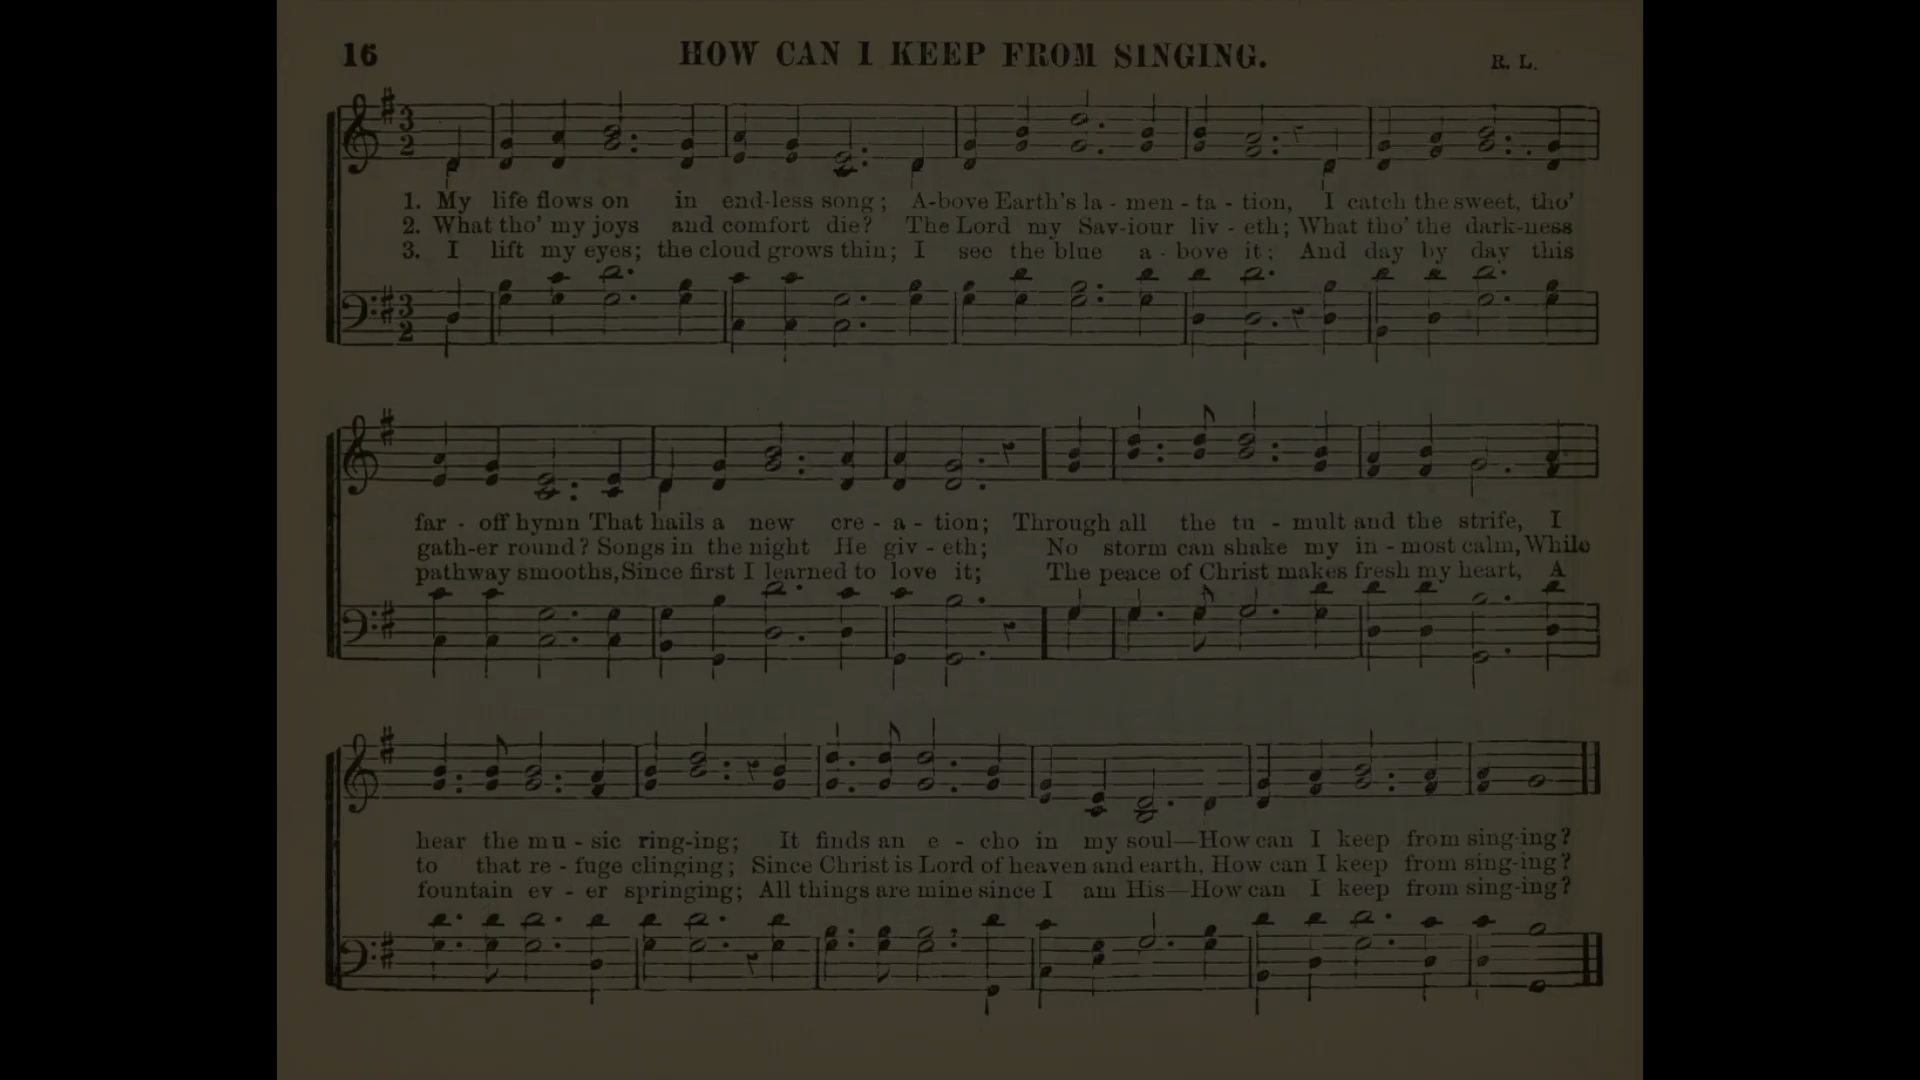 16 HOW CAN I KEEP FROM SINGING. R. L.
3 2
1. My life flows on in end-less song; A-bove Earth's la - men - ta - tion, I catch the sweet, tho'
2. What tho' my joys and comfort die? The Lord my Sav-iour liv - eth; What tho' the dark-ness
3. I lift my eyes; the cloud grows thin; I see the blue a - bove it; And day by day this
3 2
far - off hymn That hails a new cre - a - tion; Through all the tu - mult and the strife, I
gath-er round? Songs in the night He giv - eth; No storm can shake my in - most calm, While
pathway smooths, Since first I learned to love it; The peace of Christ makes fresh my heart, A
hear the mu - sic ring-ing; It finds an e - cho in my soul—How can I keep from sing-ing?
to that re - fuge clinging; Since Christ is Lord of heaven and earth, How can I keep from sing-ing?
fountain ev - er springing; All things are mine since I am His—How can I keep from sing-ing?